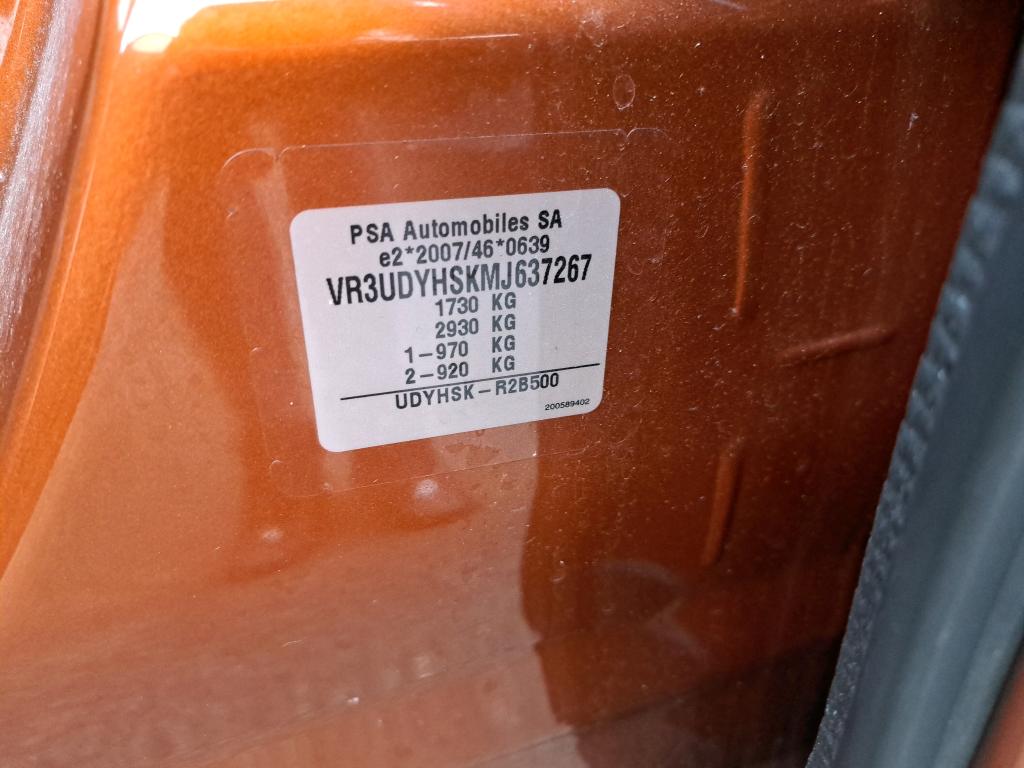 PSA Automobiles SA
e2*2007/46*0639
VR3UDYHSKMJ637267
1730 KG
2930 KG
1-970 KG
2-920 KG
UDYHSK-R2B500
200589402